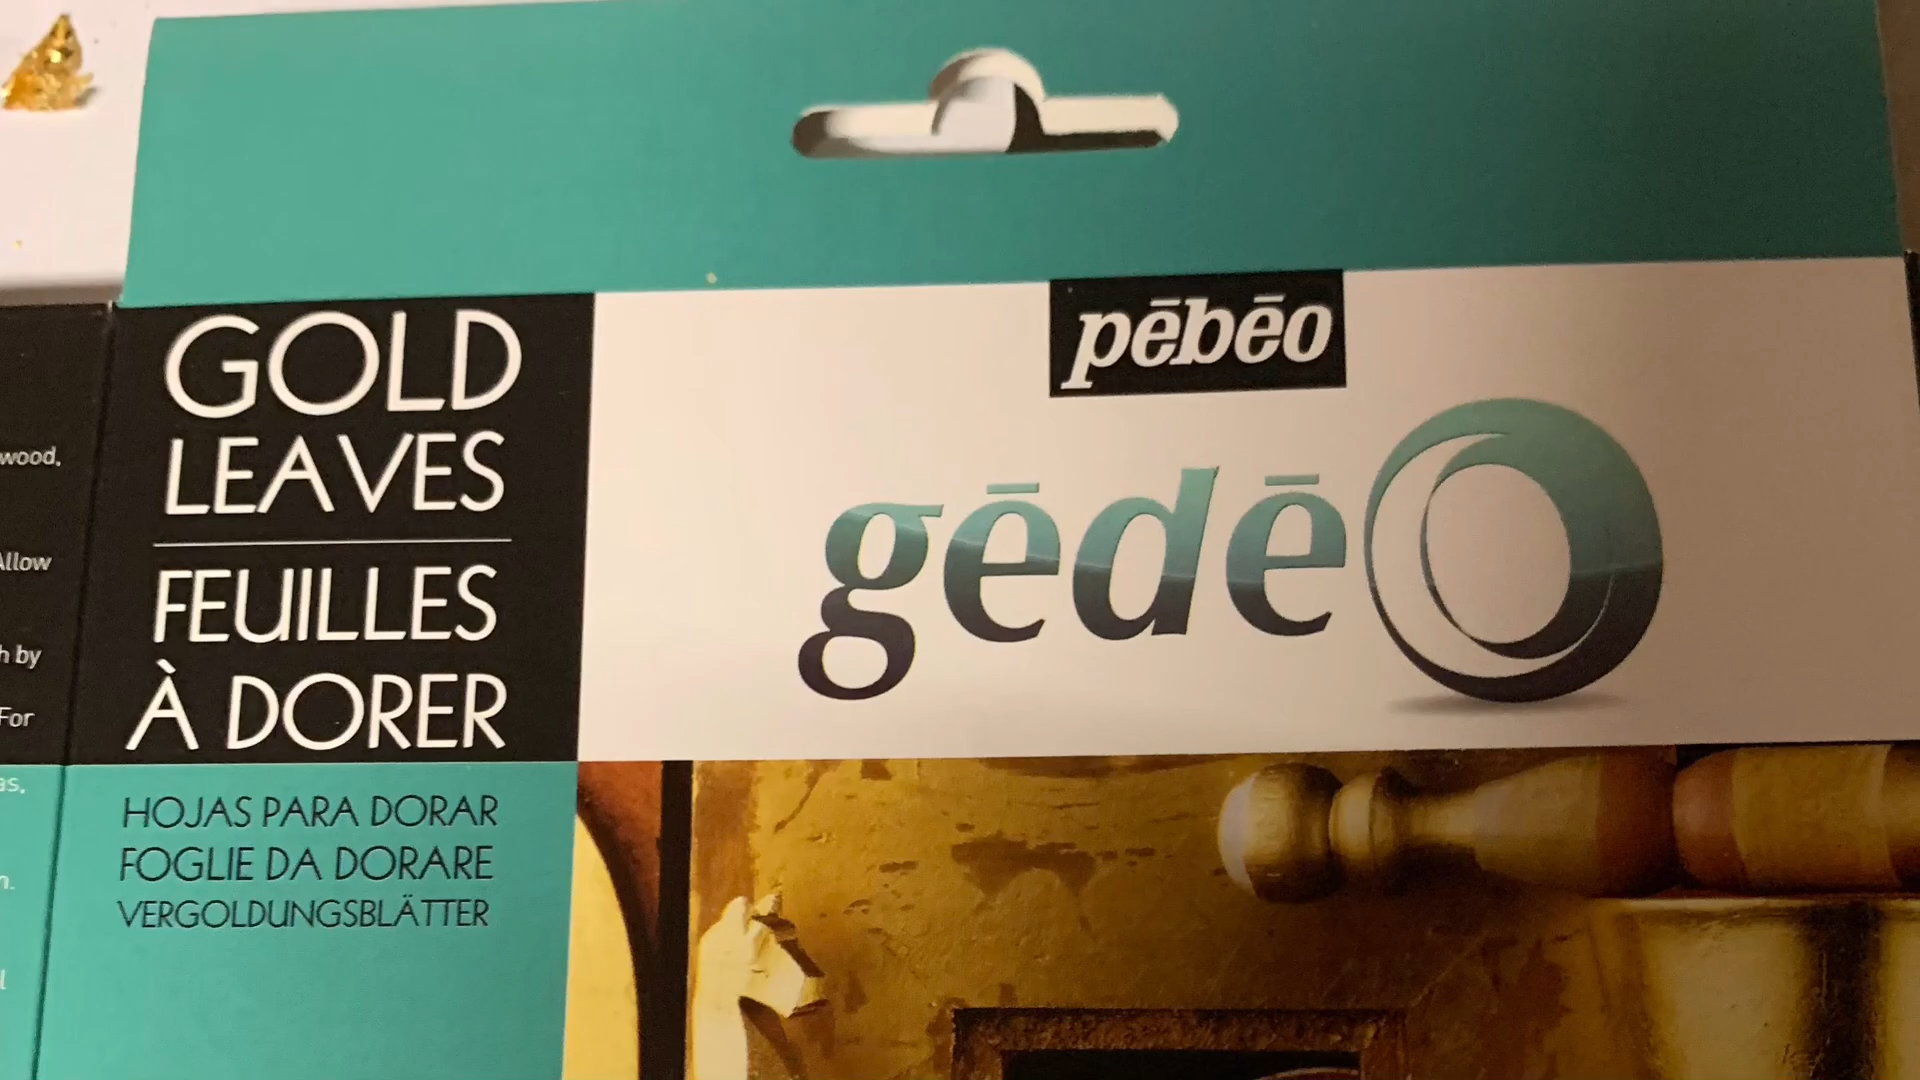 GOLD
LEAVES
FEUILLES
À DORER
HOJAS PARA DORAR
FOGLIE DA DORARE
VERGOLDUNGSBLÄTTER
pēbēo
gēdēo
wood,
Allow
by
For